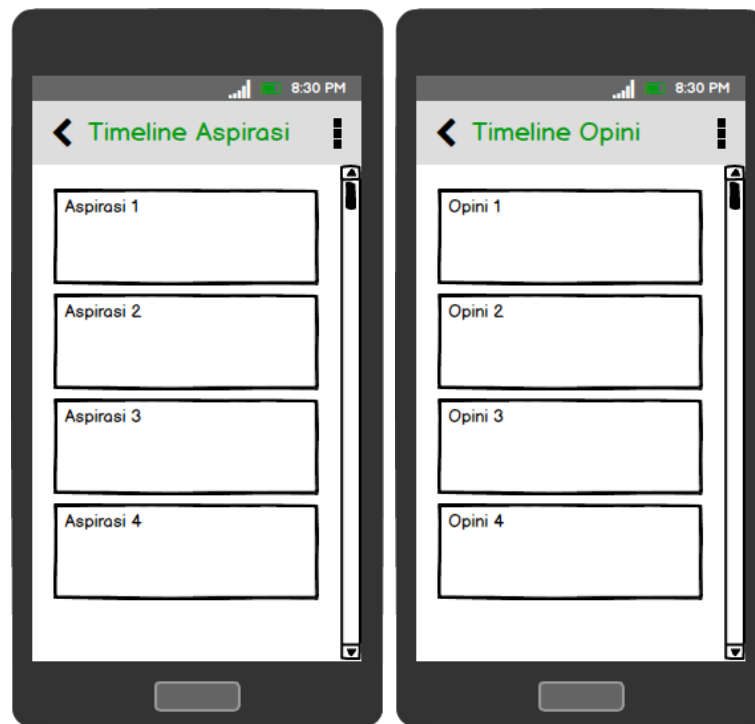 8:30 PM
Timeline Aspirasi
Aspirasi 1
Aspirasi 2
Aspirasi 3
Aspirasi 4
8:30 PM
Timeline Opini
Opini 1
Opini 2
Opini 3
Opini 4